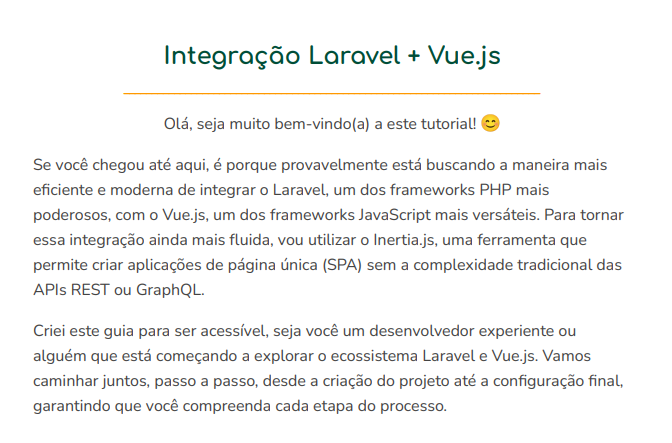 Integração Laravel + Vue.js
Olá, seja muito bem-vindo(a) a este tutorial! 😊
Se você chegou até aqui, é porque provavelmente está buscando a maneira mais
eficiente e moderna de integrar o Laravel, um dos frameworks PHP mais
poderosos, com o Vue.js, um dos frameworks JavaScript mais versáteis. Para tornar
essa integração ainda mais fluida, vou utilizar o Inertia.js, uma ferramenta que
permite criar aplicações de página única (SPA) sem a complexidade tradicional das
APIs REST ou GraphQL.
Criei este guia para ser acessível, seja você um desenvolvedor experiente ou
alguém que está começando a explorar o ecossistema Laravel e Vue.js. Vamos
caminhar juntos, passo a passo, desde a criação do projeto até a configuração final,
garantindo que você compreenda cada etapa do processo.